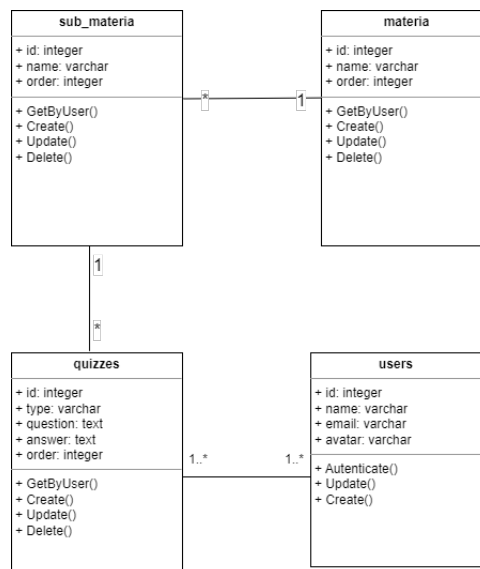 sub_materia
+ id: integer
+ name: varchar
+ order: integer
+ GetByUser()
+ Create()
+ Update()
+ Delete()
materia
+ id: integer
+ name: varchar
+ order: integer
+ GetByUser()
+ Create()
+ Update()
+ Delete()
*
1
1
*
quizzes
+ id: integer
+ type: varchar
+ question: text
+ answer: text
+ order: integer
+ GetByUser()
+ Create()
+ Update()
+ Delete()
1..*
1..*
users
+ id: integer
+ name: varchar
+ email: varchar
+ avatar: varchar
+ Autenticate()
+ Update()
+ Create()